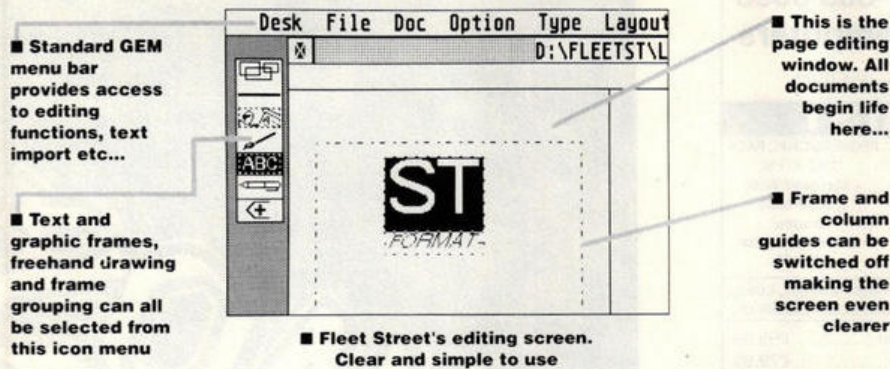 Desk File Doc Option Type Layout
D:\FLEETST\L
■ Standard GEM
menu bar
provides access
to editing
functions, text
import etc...
■ Text and
graphic frames,
freehand drawing
and frame
grouping can all
be selected from
this icon menu
ABC
ST
FORMAT
■ This is the
page editing
window. All
documents
begin life
here...
■ Frame and
column
guides can be
switched off
making the
screen even
clearer
■ Fleet Street's editing screen.
Clear and simple to use